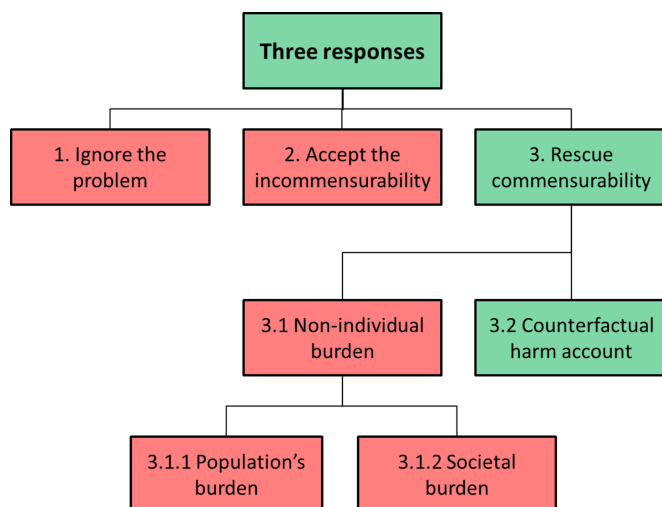 Three responses
1. Ignore the
problem
2. Accept the
incommensurability
3. Rescue
commensurability
3.1 Non-individual
burden
3.2 Counterfactual
harm account
3.1.1 Population's
burden
3.1.2 Societal
burden